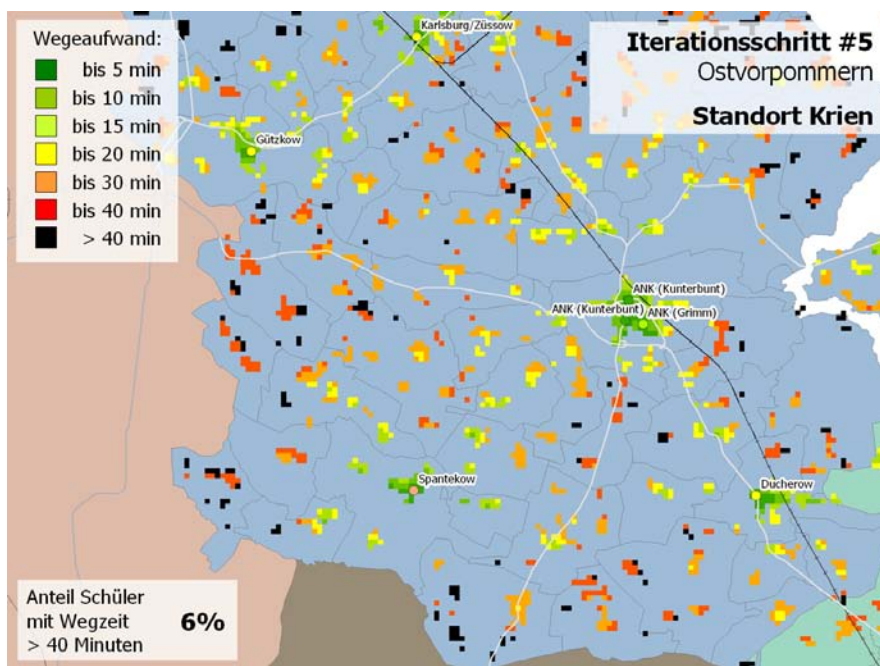 Wegeaufwand:
bis 5 min
bis 10 min
bis 15 min
bis 20 min
bis 30 min
bis 40 min
> 40 min
Karlsburg/Züssow
Iterationsschritt #5
Ostvorpommern
Standort Krien
Gützkow
ANK (Kunterbunt)
ANK (Kunterbunt)
ANK (Grimm)
Spantekow
Ducherow
Anteil Schüler
mit Wegzeit
> 40 Minuten
6%